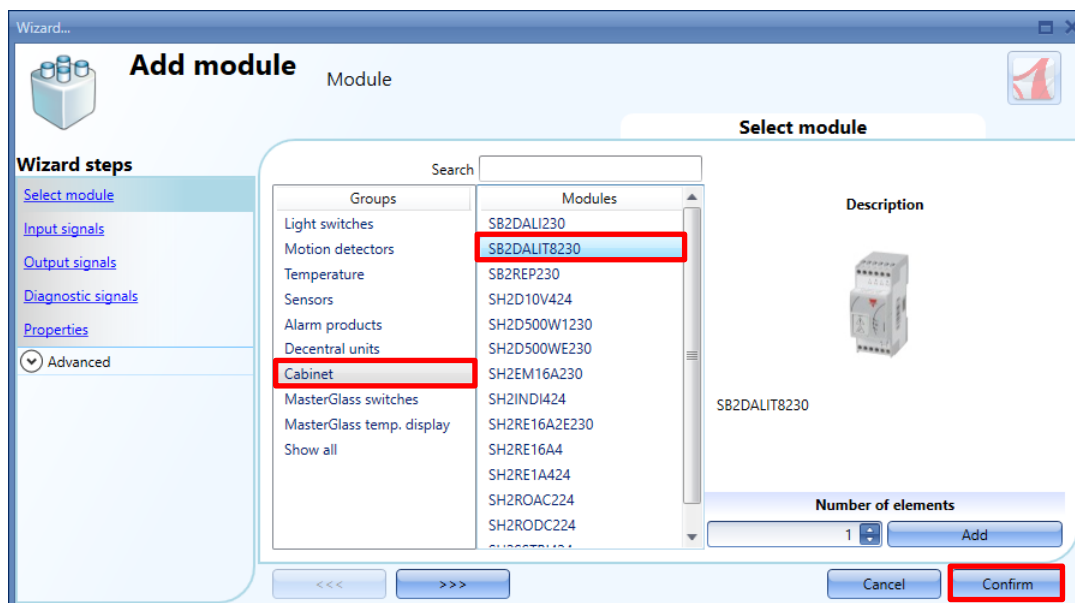 Wizard...
Add module
Module
Select module
Wizard steps
Select module
Input signals
Output signals
Diagnostic signals
Properties
Advanced
Search
Groups
Light switches
Motion detectors
Temperature
Sensors
Alarm products
Decentral units
Cabinet
MasterGlass switches
MasterGlass temp. display
Show all
Modules
SB2DALI230
SB2DALIT8230
SB2REP230
SH2D10V424
SH2D500W1230
SH2D500WE230
SH2EM16A230
SH2INDI424
SH2RE16A2E230
SH2RE16A4
SH2RE1A424
SH2ROAC224
SH2RODC224
Description
SB2DALIT8230
Number of elements
1
Add
<<<
>>>
Cancel
Confirm